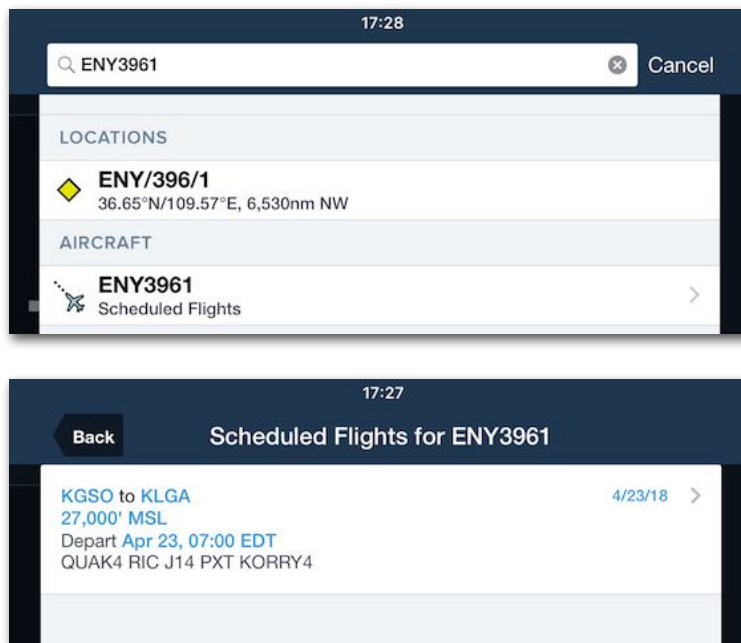 17:28
ENY3961 Cancel
LOCATIONS
ENY/396/1
36.65°N/109.57°E, 6,530nm NW
AIRCRAFT
ENY3961
Scheduled Flights
17:27
Back Scheduled Flights for ENY3961
KGSO to KLGA 4/23/18
27,000' MSL
Depart Apr 23, 07:00 EDT
QUAK4 RIC J14 PXT KORRY4